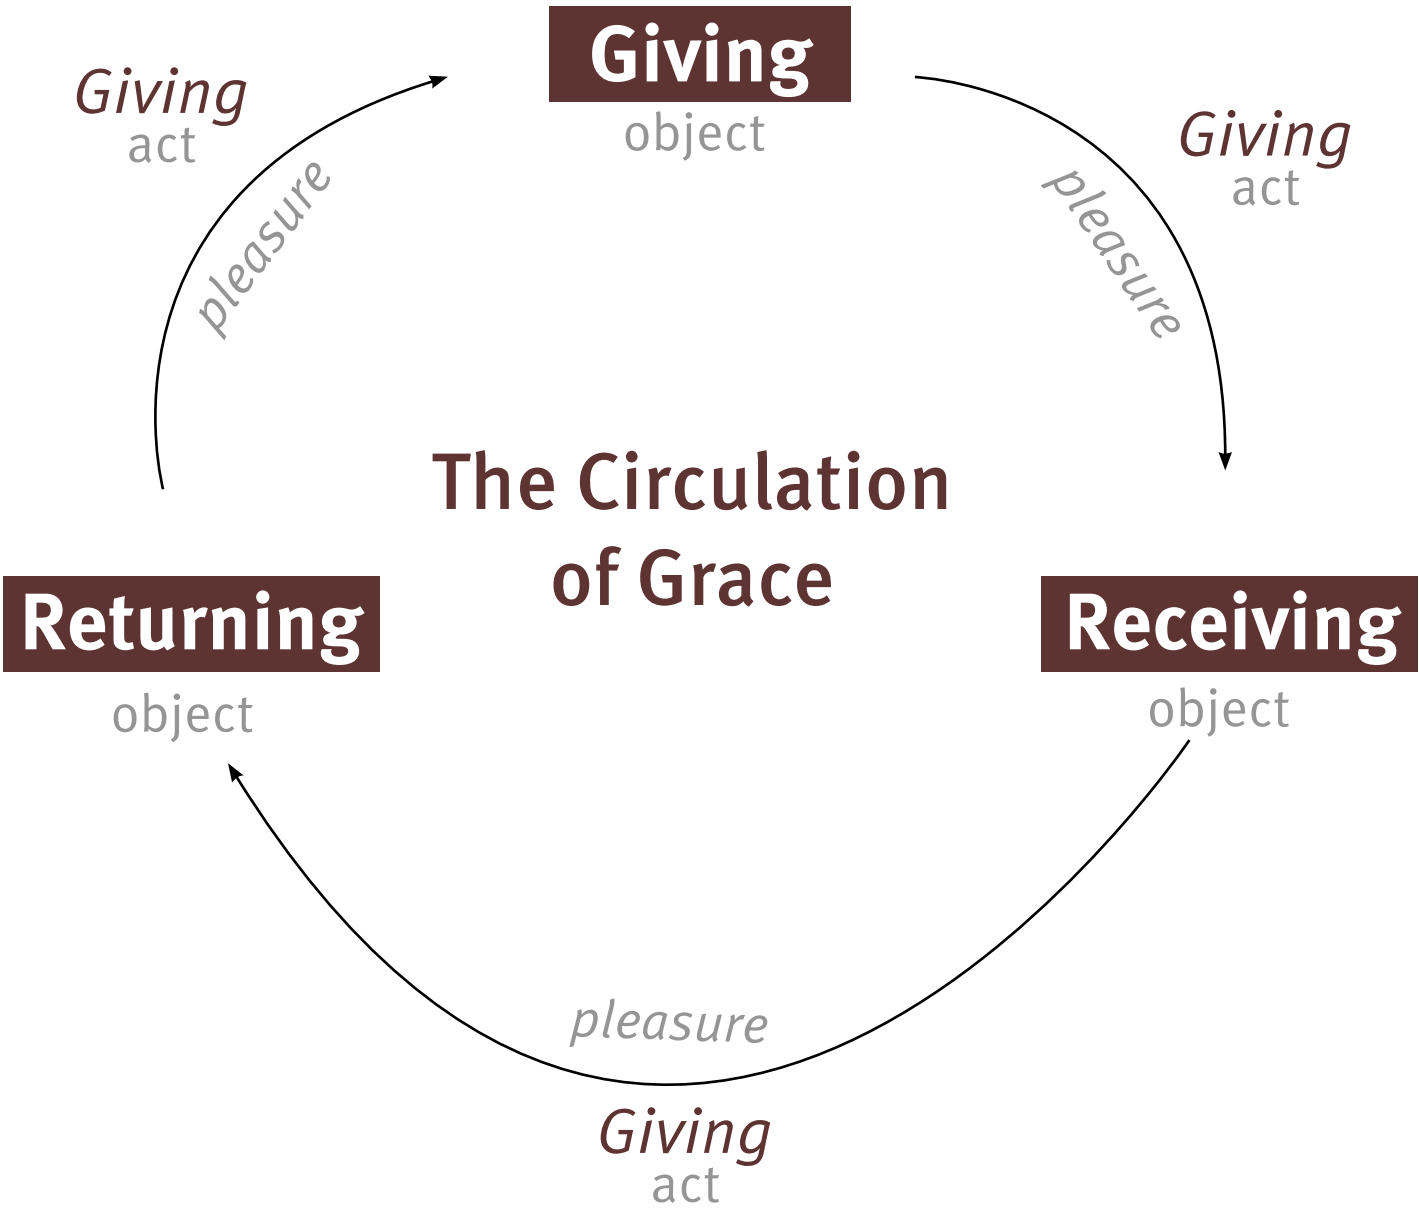 Giving
object
Giving
act
pleasure
Giving
act
pleasure
The Circulation
of Grace
Returning
object
Receiving
object
pleasure
Giving
act